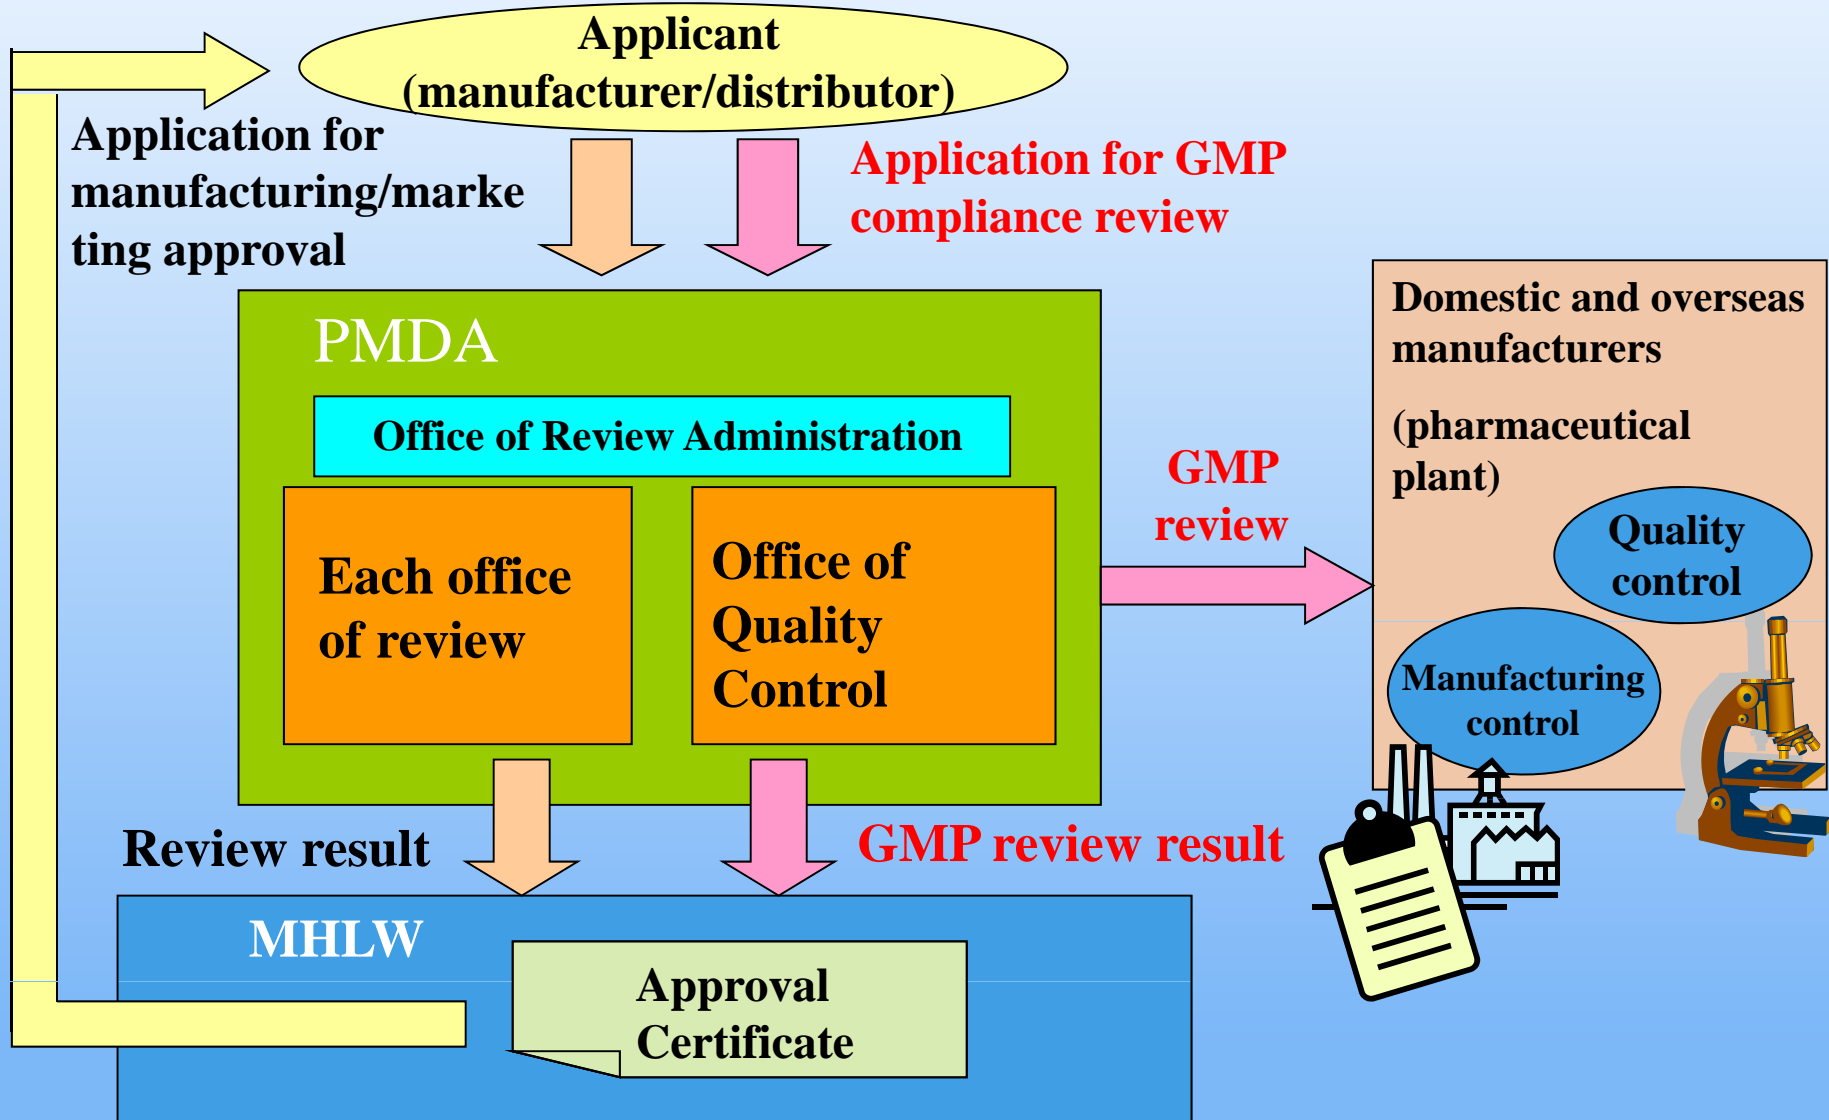 Applicant
(manufacturer/distributor)
Application for
manufacturing/marke
ting approval
Application for GMP
compliance review
PMDA
Office of Review Administration
Each office
of review
Office of
Quality
Control
GMP
review
Domestic and overseas
manufacturers
(pharmaceutical
plant)
Quality
control
Manufacturing
control
Review result
GMP review result
MHLW
Approval
Certificate